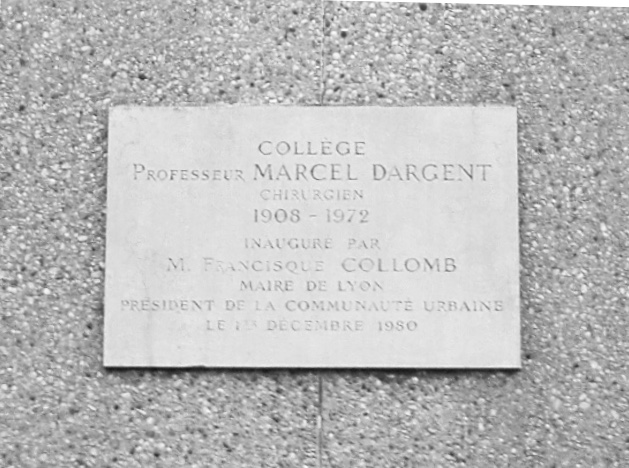 COLLÈGE
PROFESSEUR MARCEL DARGENT
CHIRURGIEN
1908 - 1972
INAUGURÉ PAR
M. FRANCISQUE COLLOMB
MAIRE DE LYON
PRÉSIDENT DE LA COMMUNAUTÉ URBAINE
LE 1ER DÉCEMBRE 1980